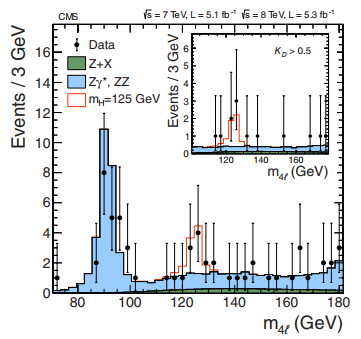 CMS √s = 7 TeV, L = 5.1 fb⁻¹ √s = 8 TeV, L = 5.3 fb⁻¹
Events / 3 GeV
16
14
12
10
8
6
4
2
0
Data
Z+X
Zγ*, ZZ
mH=125 GeV
Events / 3 GeV
6
5
4
3
2
1
0
KD > 0.5
120 140 160
m4ℓ (GeV)
80 100 120 140 160 180
m4ℓ (GeV)